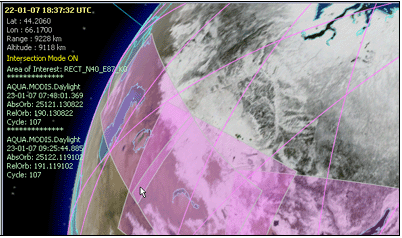 22-01-07 18:37:32 UTC.
Lat : 44.2060
Lon : 66.1700
Range : 9228 km
Altitude : 9118 km
Intersection Mode ON
Area of Interest: RECT_N40_E87_KG
**************
AQUA.MODIS.Daylight
23-01-07 07:48:01.369
AbsOrb: 25121.130822
RelOrb: 190.130822
Cycle: 107
**************
AQUA.MODIS.Daylight
23-01-07 09:25:44.885
AbsOrb: 25122.119102
RelOrb: 191.119102
Cycle: 107